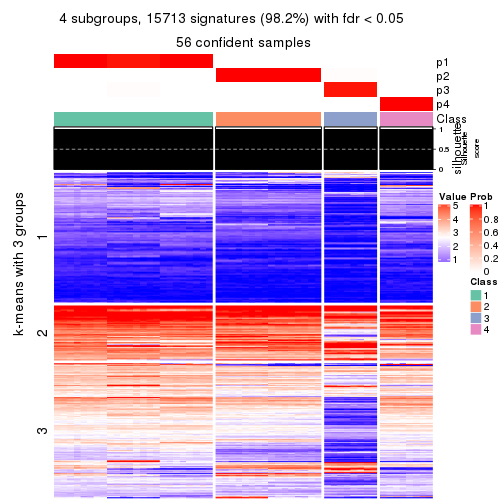 4 subgroups, 15713 signatures (98.2%) with fdr < 0.05
56 confident samples
p1
p2
p3
p4
Class
silhouette
1
0.5
0
Silhouette
score
k-means with 3 groups
1
2
3
Value
5
4
3
2
1
Prob
1
0.8
0.6
0.4
0.2
0
Class
1
2
3
4